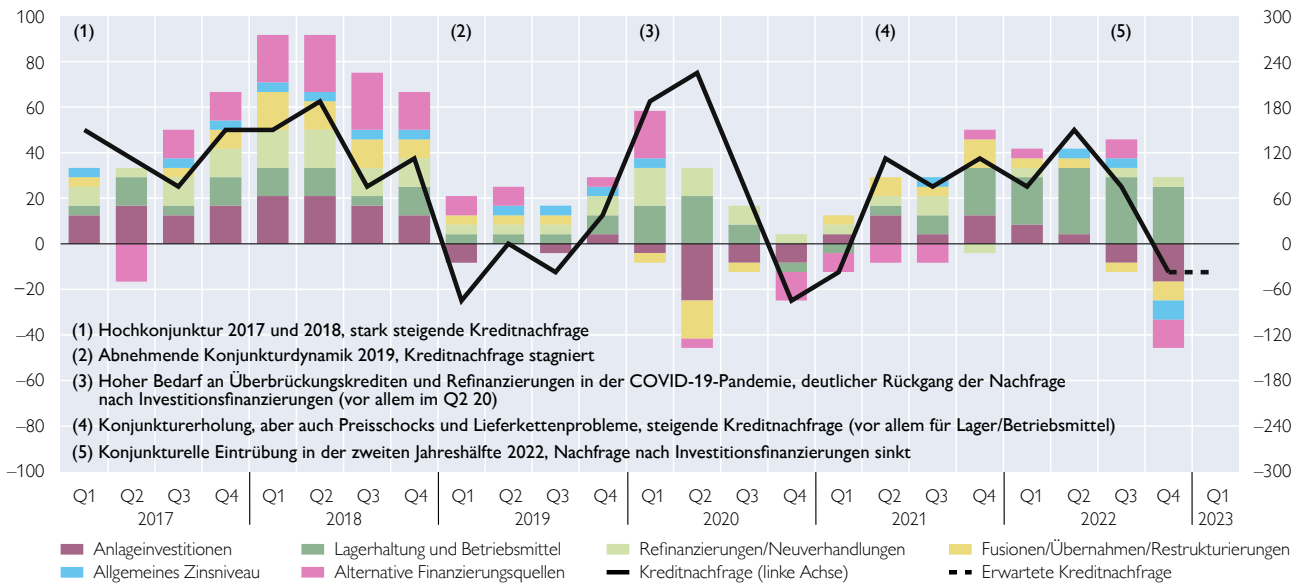 100 (1) (2) (3) (4) (5) 300
80 240
60 180
40 120
20 60
0 0
–20 –60
–40 (1) Hochkonjunktur 2017 und 2018, stark steigende Kreditnachfrage –120
(2) Abnehmende Konjunkturdynamik 2019, Kreditnachfrage stagniert
–60 (3) Hoher Bedarf an Überbrückungskrediten und Refinanzierungen in der COVID-19-Pandemie, deutlicher Rückgang der Nachfrage –180
nach Investitionsfinanzierungen (vor allem im Q2 20)
–80 (4) Konjunkturerholung, aber auch Preisschocks und Lieferkettenprobleme, steigende Kreditnachfrage (vor allem für Lager/Betriebsmittel) –240
(5) Konjunkturelle Eintrübung in der zweiten Jahreshälfte 2022, Nachfrage nach Investitionsfinanzierungen sinkt
–100 –300
Q1 Q2 Q3 Q4 Q1 Q2 Q3 Q4 Q1 Q2 Q3 Q4 Q1 Q2 Q3 Q4 Q1 Q2 Q3 Q4 Q1 Q2 Q3 Q4 Q1
2017 2018 2019 2020 2021 2022 2023
Anlageinvestitionen Lagerhaltung und Betriebsmittel Refinanzierungen/Neuverhandlungen Fusionen/Übernahmen/Restrukturierungen
Allgemeines Zinsniveau Alternative Finanzierungsquellen Kreditnachfrage (linke Achse) Erwartete Kreditnachfrage